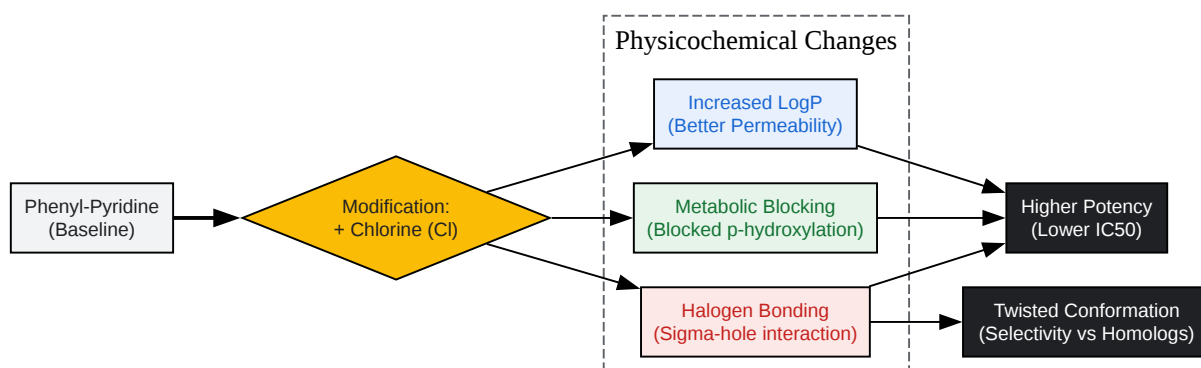 Physicochemical Changes
Phenyl-Pyridine
(Baseline)
Modification:
+ Chlorine (Cl)
Increased LogP
(Better Permeability)
Metabolic Blocking
(Blocked p-hydroxylation)
Halogen Bonding
(Sigma-hole interaction)
Higher Potency
(Lower IC50)
Twisted Conformation
(Selectivity vs Homologs)